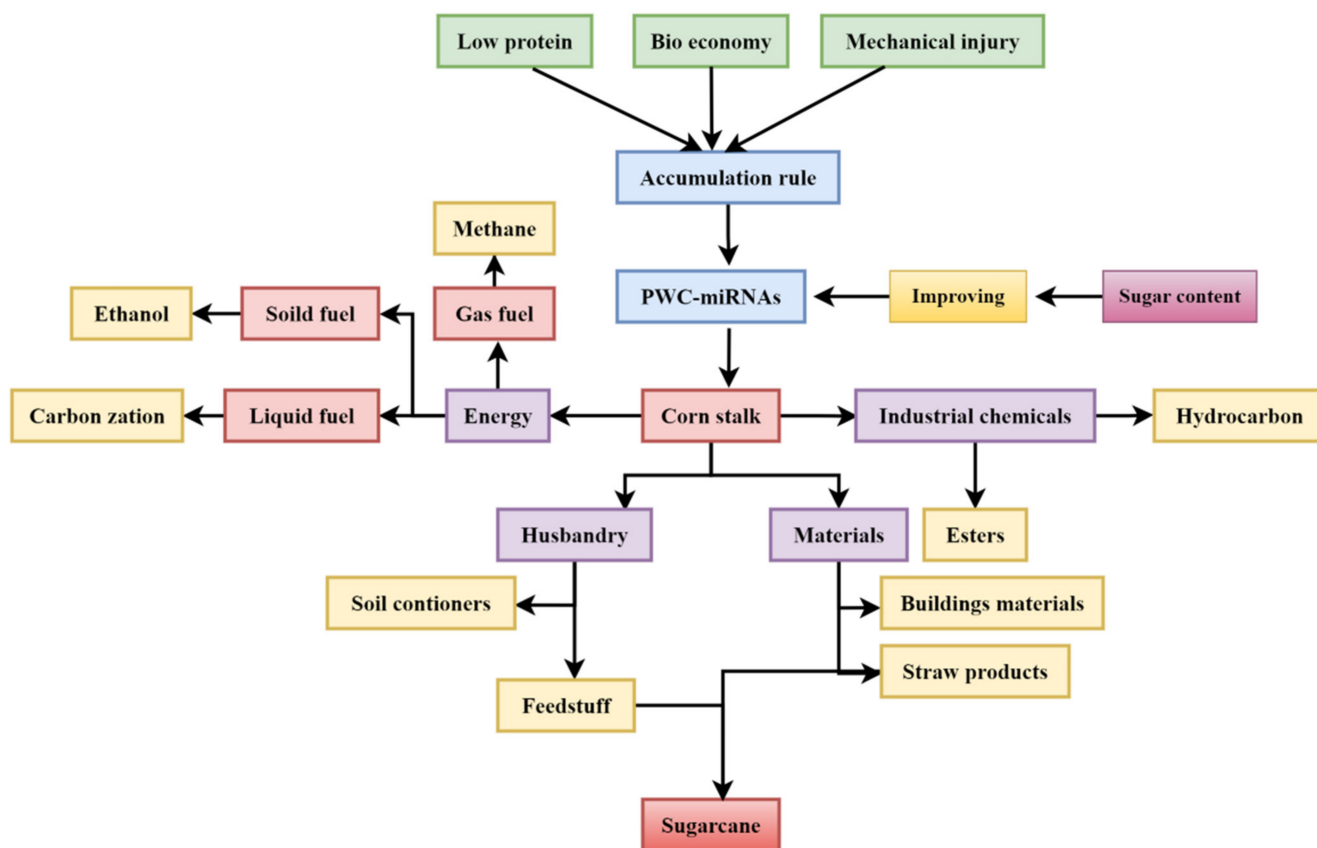 Low protein
Bio economy
Mechanical injury
Accumulation rule
Methane
PWC-miRNAs
Improving
Sugar content
Ethanol
Soild fuel
Gas fuel
Carbon zation
Liquid fuel
Energy
Corn stalk
Industrial chemicals
Hydrocarbon
Husbandry
Materials
Esters
Soil contioners
Buildings materials
Straw products
Feedstuff
Sugarcane